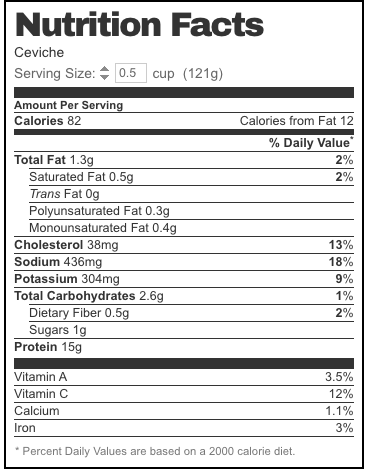 Nutrition Facts
Ceviche
Serving Size: 0.5 cup (121g)
Amount Per Serving
Calories 82 Calories from Fat 12
% Daily Value*
Total Fat 1.3g 2%
Saturated Fat 0.5g 2%
Trans Fat 0g
Polyunsaturated Fat 0.3g
Monounsaturated Fat 0.4g
Cholesterol 38mg 13%
Sodium 436mg 18%
Potassium 304mg 9%
Total Carbohydrates 2.6g 1%
Dietary Fiber 0.5g 2%
Sugars 1g
Protein 15g
Vitamin A 3.5%
Vitamin C 12%
Calcium 1.1%
Iron 3%
* Percent Daily Values are based on a 2000 calorie diet.